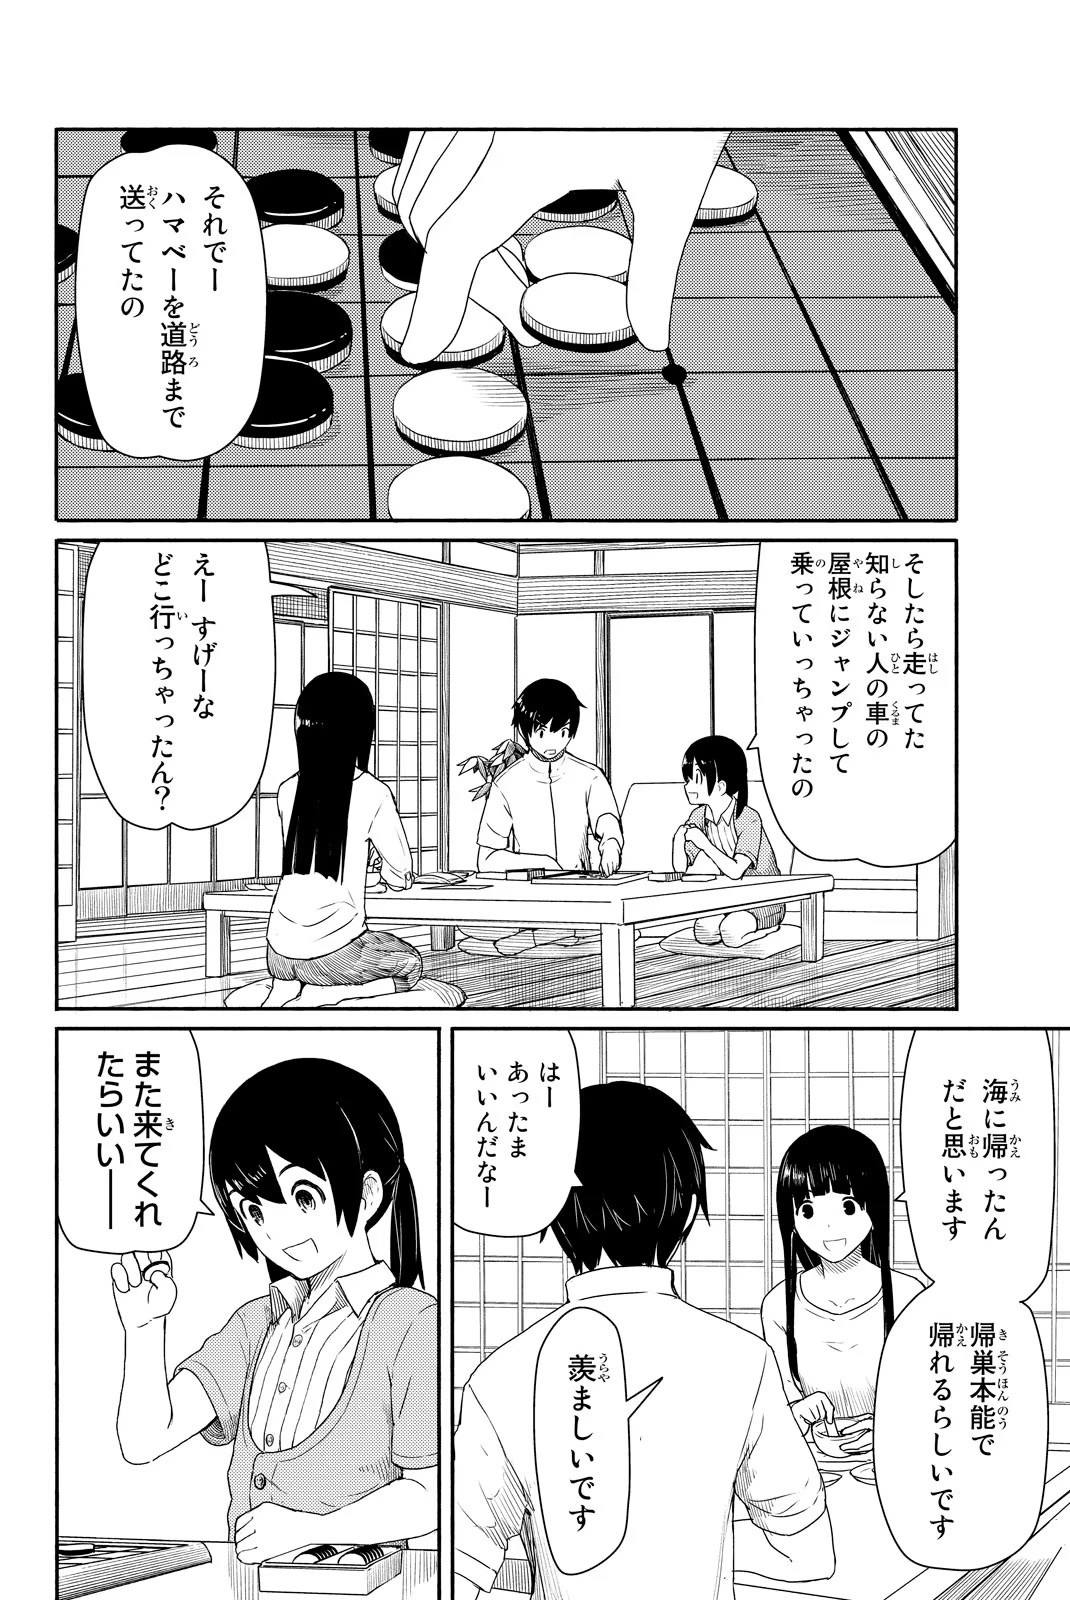 それでー
ハマベーを道路まで
送ってたの
そしたら走ってた
知らない人の車の
屋根にジャンプして
乗っていっちゃったの
えーすげーな
どこ行っちゃったん?
海に帰ったん
だと思います
帰巣本能で
帰れるらしいです
はー
あったま
いいんだなー
羨ましいです
また来てくれ
たらいいー